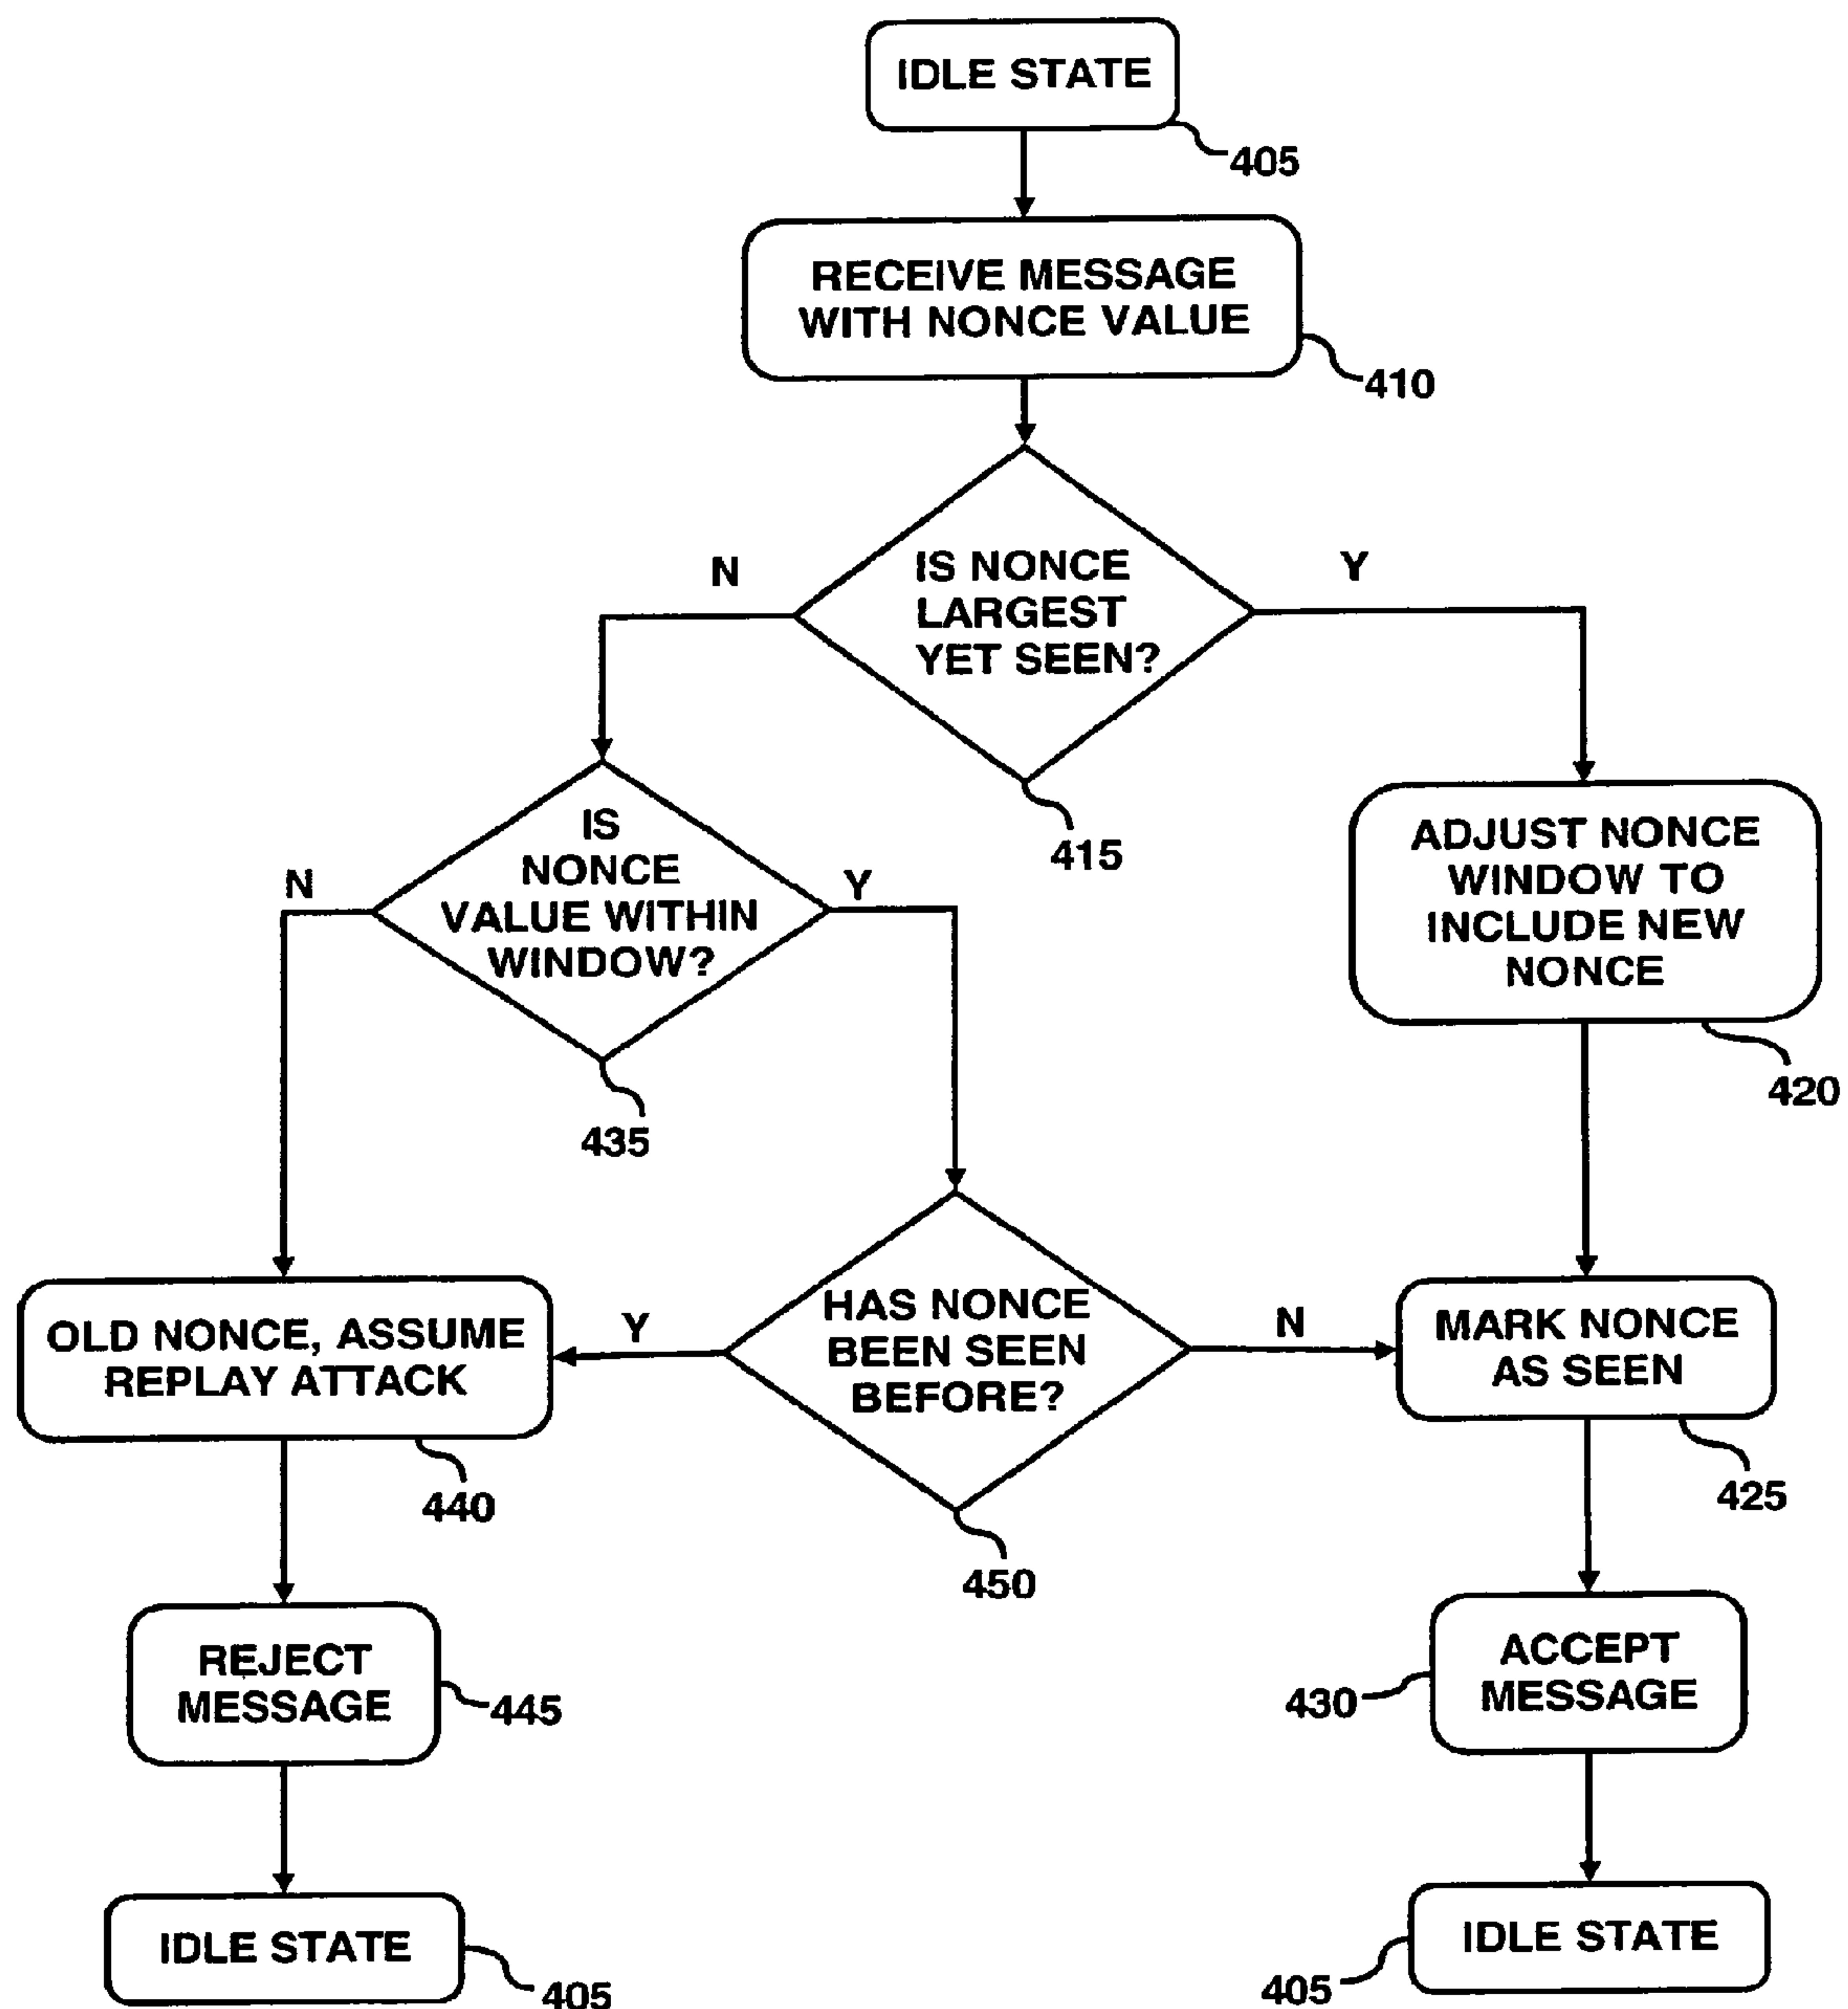 IDLE STATE
405
RECEIVE MESSAGE
WITH NONCE VALUE
410
N
IS NONCE
LARGEST
YET SEEN?
Y
415
N
IS
NONCE
VALUE WITHIN
WINDOW?
Y
435
ADJUST NONCE
WINDOW TO
INCLUDE NEW
NONCE
420
OLD NONCE, ASSUME
REPLAY ATTACK
440
Y
HAS NONCE
BEEN SEEN
BEFORE?
N
450
MARK NONCE
AS SEEN
425
REJECT
MESSAGE
445
430
ACCEPT
MESSAGE
IDLE STATE
405
405
IDLE STATE